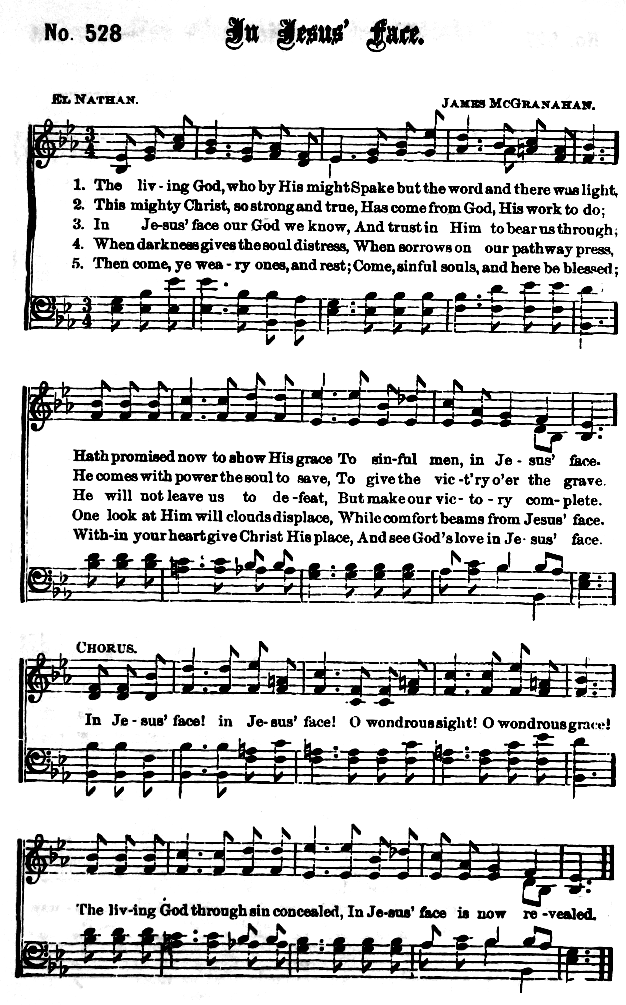 No. 528
In Jesus' Face.
EL NATHAN.
JAMES McGRANAHAN.
1. The liv - ing God, who by His might Spake but the word and there was light,
2. This mighty Christ, so strong and true, Has come from God, His work to do;
3. In Je-sus' face our God we know, And trust in Him to bear us through;
4. When darkness gives the soul distress, When sorrows on our pathway press,
5. Then come, ye wea - ry ones, and rest; Come, sinful souls, and here be blessed;
Hath promised now to show His grace To sin-ful men, in Je - sus' face.
He comes with power the soul to save, To give the vic -t'ry o'er the grave.
He will not leave us to de -feat, But make our vic- to - ry com- plete.
One look at Him will clouds displace, While comfort beams from Jesus' face.
With-in your heart give Christ His place, And see God's love in Je- sus' face.
CHORUS.
In Je - sus' face! in Je-sus' face! O wondrous sight! O wondrous grace!
The liv-ing God through sin concealed, In Je-sus' face is now re -vealed.